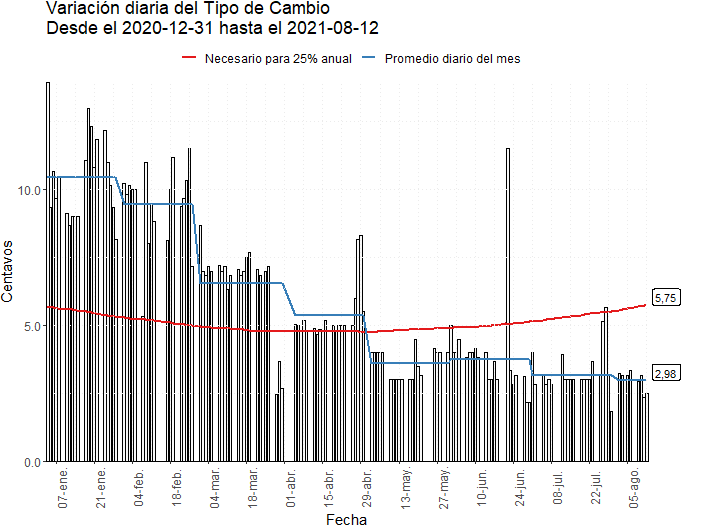 Variación diaria del Tipo de Cambio
Desde el 2020-12-31 hasta el 2021-08-12
Necesario para 25% anual
Promedio diario del mes
Centavos
10.0
5.0
0.0
5,75
2,98
07-ene.
21-ene.
04-feb.
18-feb.
04-mar.
18-mar.
01-abr.
15-abr.
29-abr.
13-may.
27-may.
10-jun.
24-jun.
08-jul.
22-jul.
05-ago.
Fecha